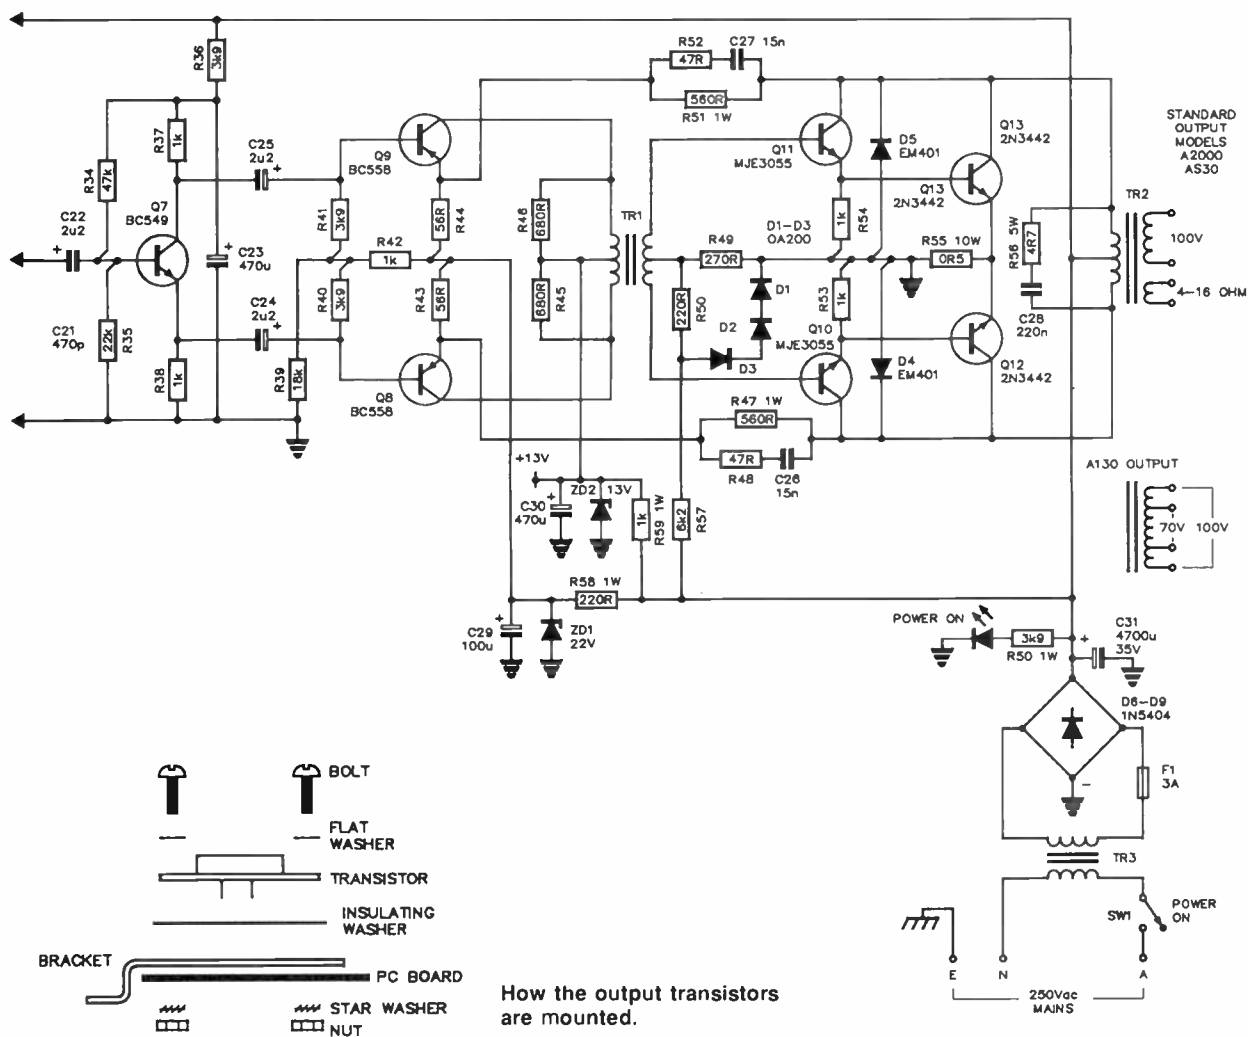 R36
3k9
R37
1k
R34
47k
C25
2u2
+
C22
2u2
+
Q7
BC549
+
C23
470u
C24
2u2
+
C21
470p
22k
R35
R38
1k
R39
18k
Q9
BC558
R41
3k9
R42
1k
R44
56R
R40
3k9
R43
56R
Q8
BC558
R46
680R
R45
680R
TR1
R52
47R
C27 15n
560R
R51 1W
Q11
MJE3055
D5
EM401
Q13
2N3442
Q13
2N3442
STANDARD
OUTPUT
MODELS
A2000
AS30
TR2
100V
4-16 OHM
R49
270R
D1-D3
OA200
1k
R54
R55 10W
0R5
R56 5W
4R7
C28
220n
220R
R50
D1
D2
D3
R53
1k
Q10
MJE3055
D4
EM401
Q12
2N3442
R47 1W
560R
47R
R48
C26
15n
A130 OUTPUT
70V
100V
+13V
+
C30
470u
ZD2
13V
1k
R59 1W
6k2
R57
R58 1W
220R
+
C29
100u
ZD1
22V
POWER ON
3k9
R50 1W
+
C31
4700u
35V
D6-D9
1N5404
-
F1
3A
TR3
SW1
POWER
ON
E
N
A
250Vac
MAINS
BOLT
FLAT
WASHER
TRANSISTOR
INSULATING
WASHER
BRACKET
PC BOARD
STAR WASHER
NUT
How the output transistors
are mounted.